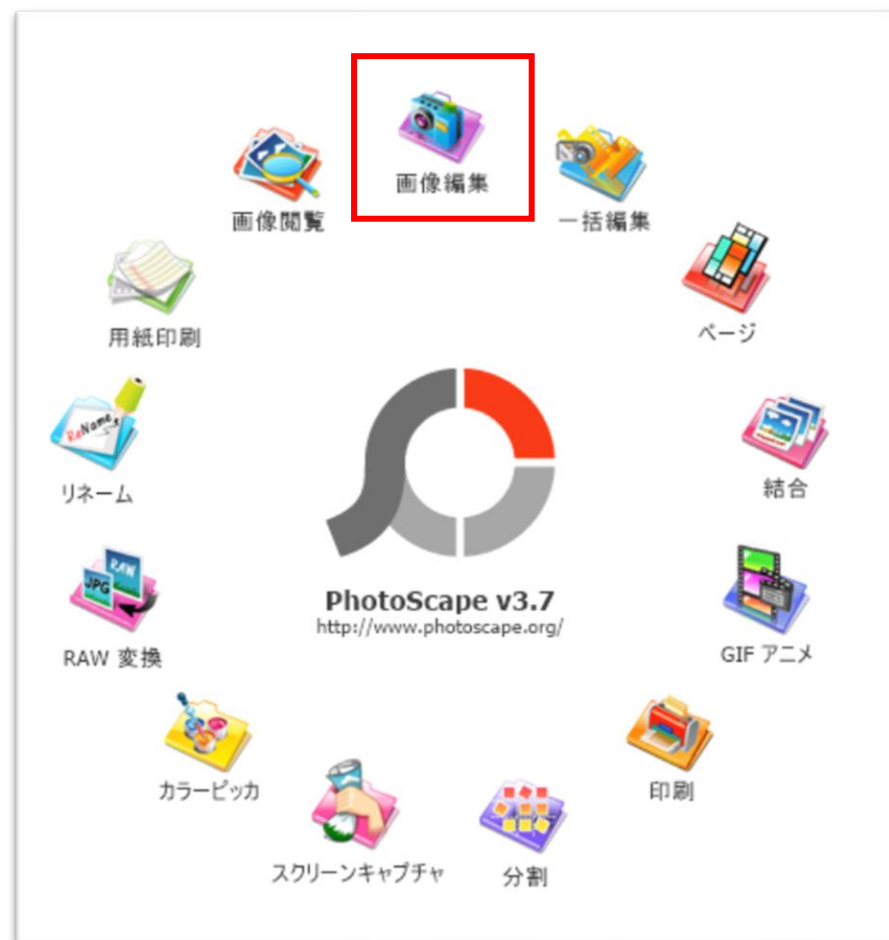 画像編集
画像閲覧
一括編集
用紙印刷
ページ
ReName
リネーム
結合
RAW
JPG
PhotoScape v3.7
http://www.photoscape.org/
RAW 変換
GIF アニメ
カラーピッカ
印刷
スクリーンキャプチャ
分割